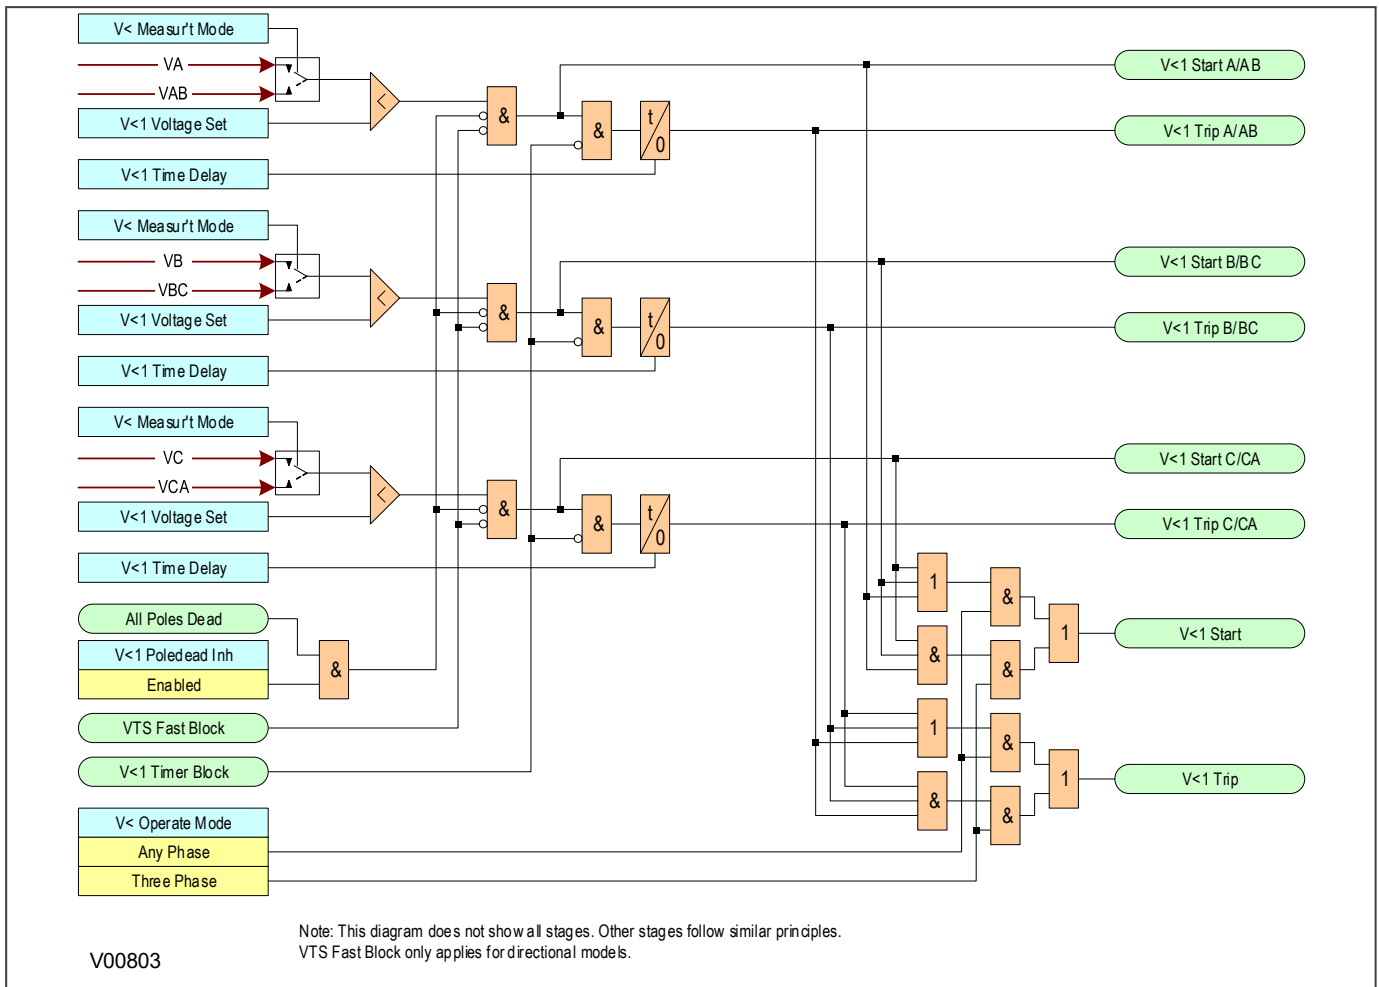 V< Measur't Mode
VA
VAB
V<1 Voltage Set
V<1 Time Delay
<
&
&
t
0
V<1 Start A/AB
V<1 Trip A/AB
V< Measur't Mode
VB
VBC
V<1 Voltage Set
V<1 Time Delay
<
&
&
t
0
V<1 Start B/BC
V<1 Trip B/BC
V< Measur't Mode
VC
VCA
V<1 Voltage Set
V<1 Time Delay
<
&
&
t
0
V<1 Start C/CA
V<1 Trip C/CA
All Poles Dead
V<1 Poledead Inh
Enabled
&
VTS Fast Block
V<1 Timer Block
V< Operate Mode
Any Phase
Three Phase
1
&
&
&
1
V<1 Start
1
&
&
&
1
V<1 Trip
Note: This diagram does not show all stages. Other stages follow similar principles.
VTS Fast Block only applies for directional models.
V00803